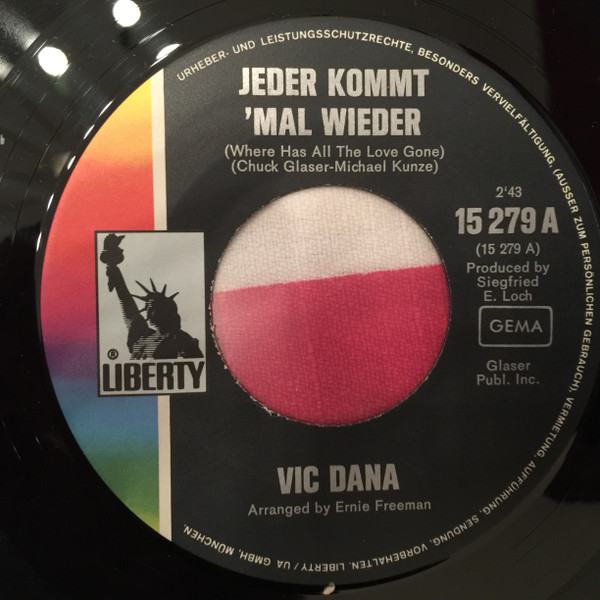 URHEBER- UND LEISTUNGSSCHUTZRECHTE, BESONDERS VERVIELFÄLTIGUNG, (AUSSER ZUM PERSÖNLICHEN GEBRAUCH), VERMIETUNG, AUFFÜHRUNG, SENDUNG, VORBEHALTEN. LIBERTY / UA GMBH, MÜNCHEN.
JEDER KOMMT
'MAL WIEDER
(Where Has All The Love Gone)
(Chuck Glaser-Michael Kunze)
2'43
15 279 A
(15 279 A)
Produced by
Siegfried
E. Loch
GEMA
Glaser
Publ. Inc.
®
LIBERTY
VIC DANA
Arranged by Ernie Freeman